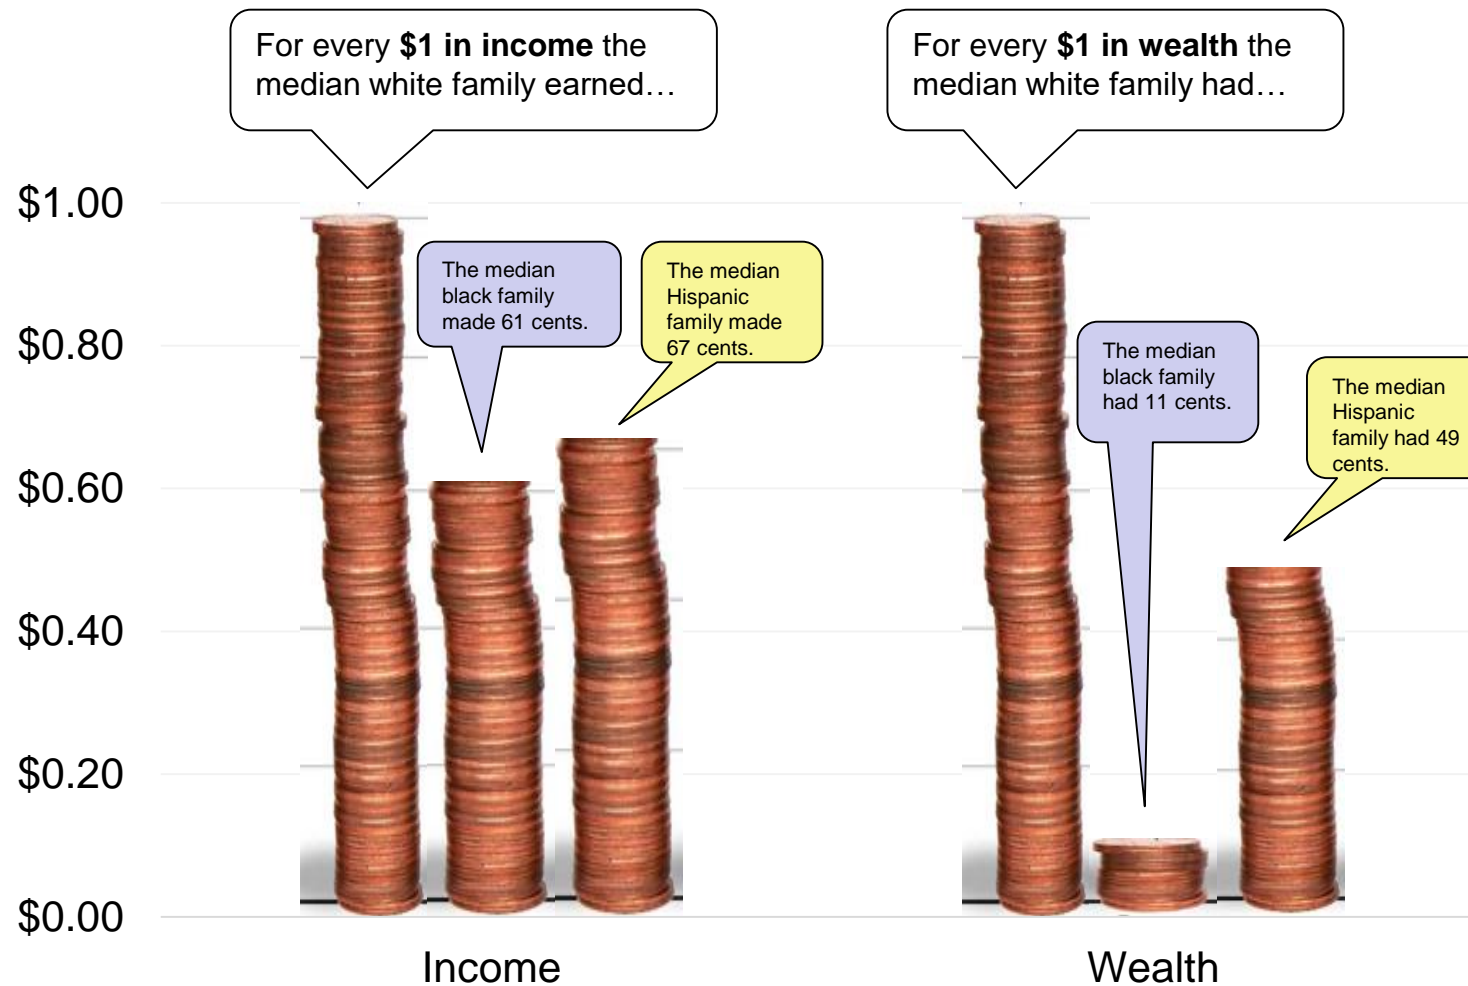 For every $1 in income the
median white family earned…
For every $1 in wealth the
median white family had…
$1.00
The median
black family
made 61 cents.
The median
Hispanic
family made
67 cents.
$0.80
The median
black family
had 11 cents.
The median
Hispanic
family had 49
cents.
$0.60
$0.40
$0.20
$0.00
Income
Wealth